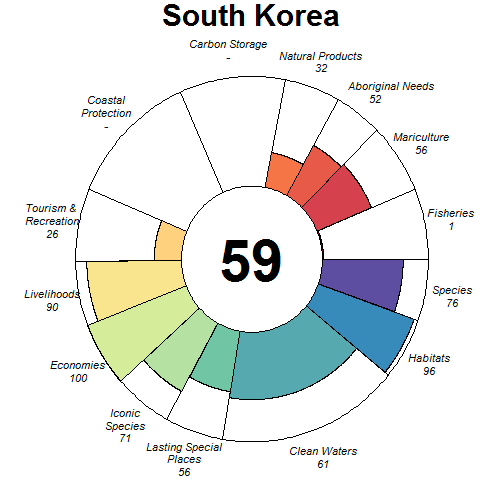 South Korea
Carbon Storage
-
Natural Products
32
Aboriginal Needs
52
Mariculture
56
Fisheries
1
Species
76
Habitats
96
Clean Waters
61
Lasting Special
Places
56
Iconic
Species
71
Economies
100
Livelihoods
90
Tourism &
Recreation
26
Coastal
Protection
-
59